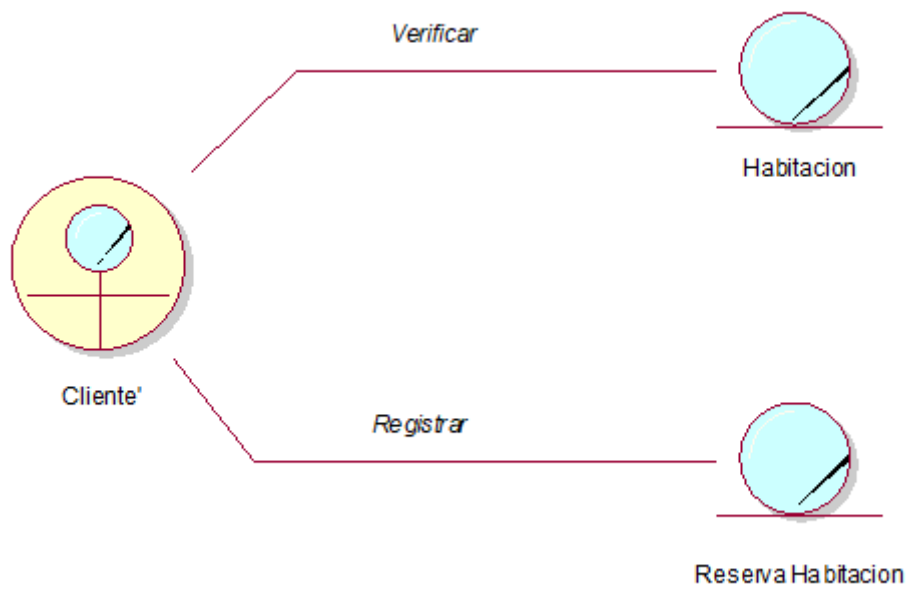 Verificar
Habitacion
Cliente'
Registrar
Reserva Habitacion